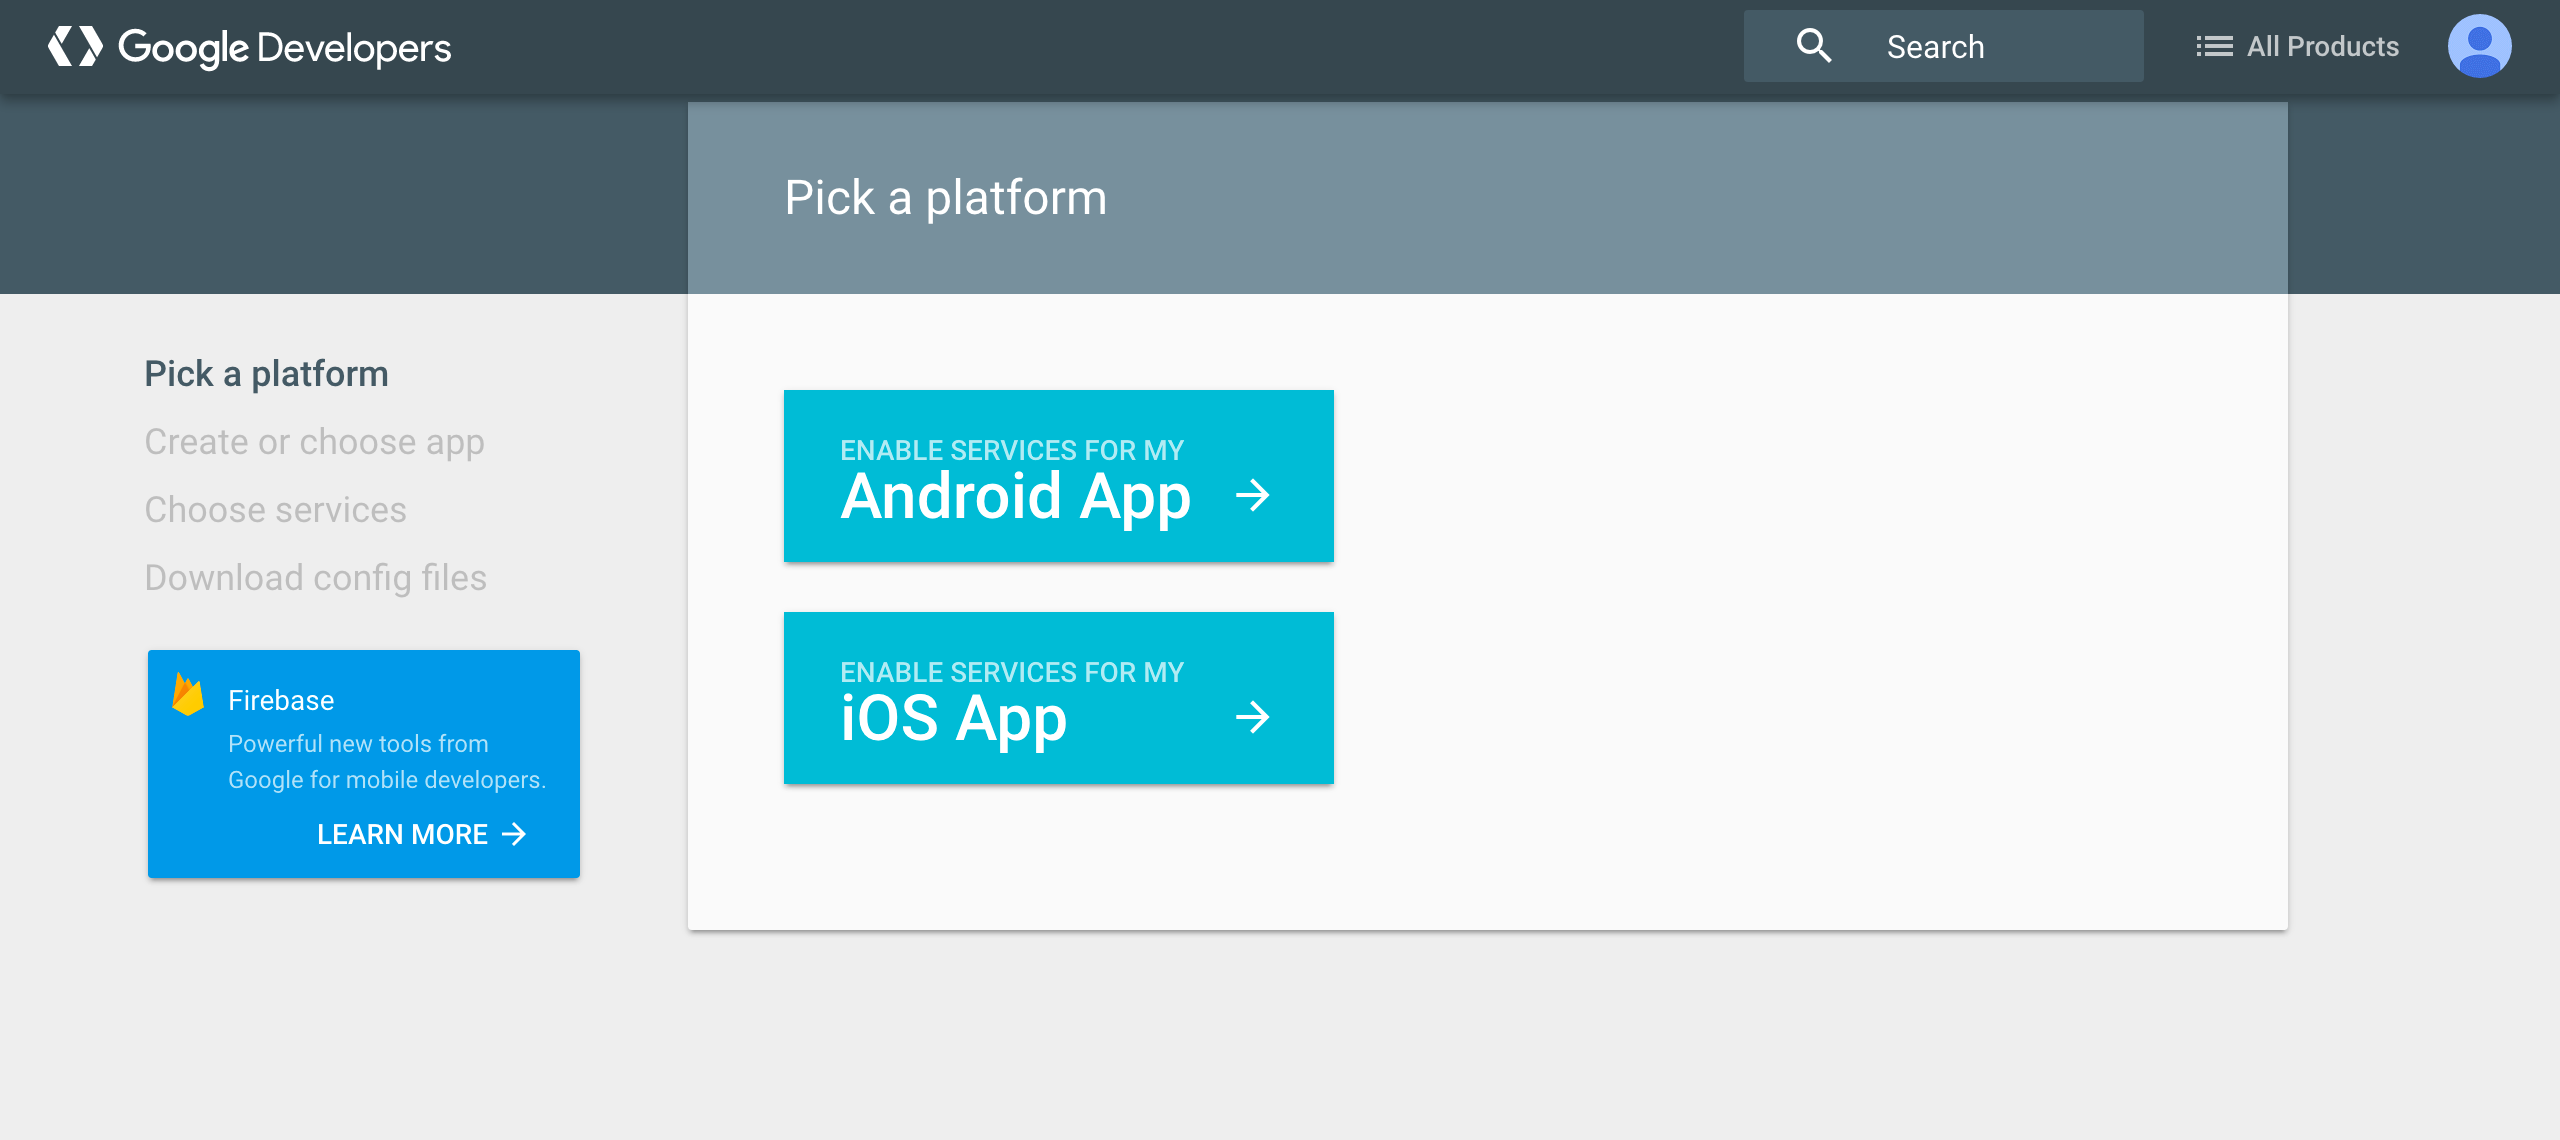 Google Developers
Search
All Products
Pick a platform
Pick a platform
Create or choose app
Choose services
Download config files
Firebase
Powerful new tools from
Google for mobile developers.
LEARN MORE
ENABLE SERVICES FOR MY
Android App
ENABLE SERVICES FOR MY
iOS App